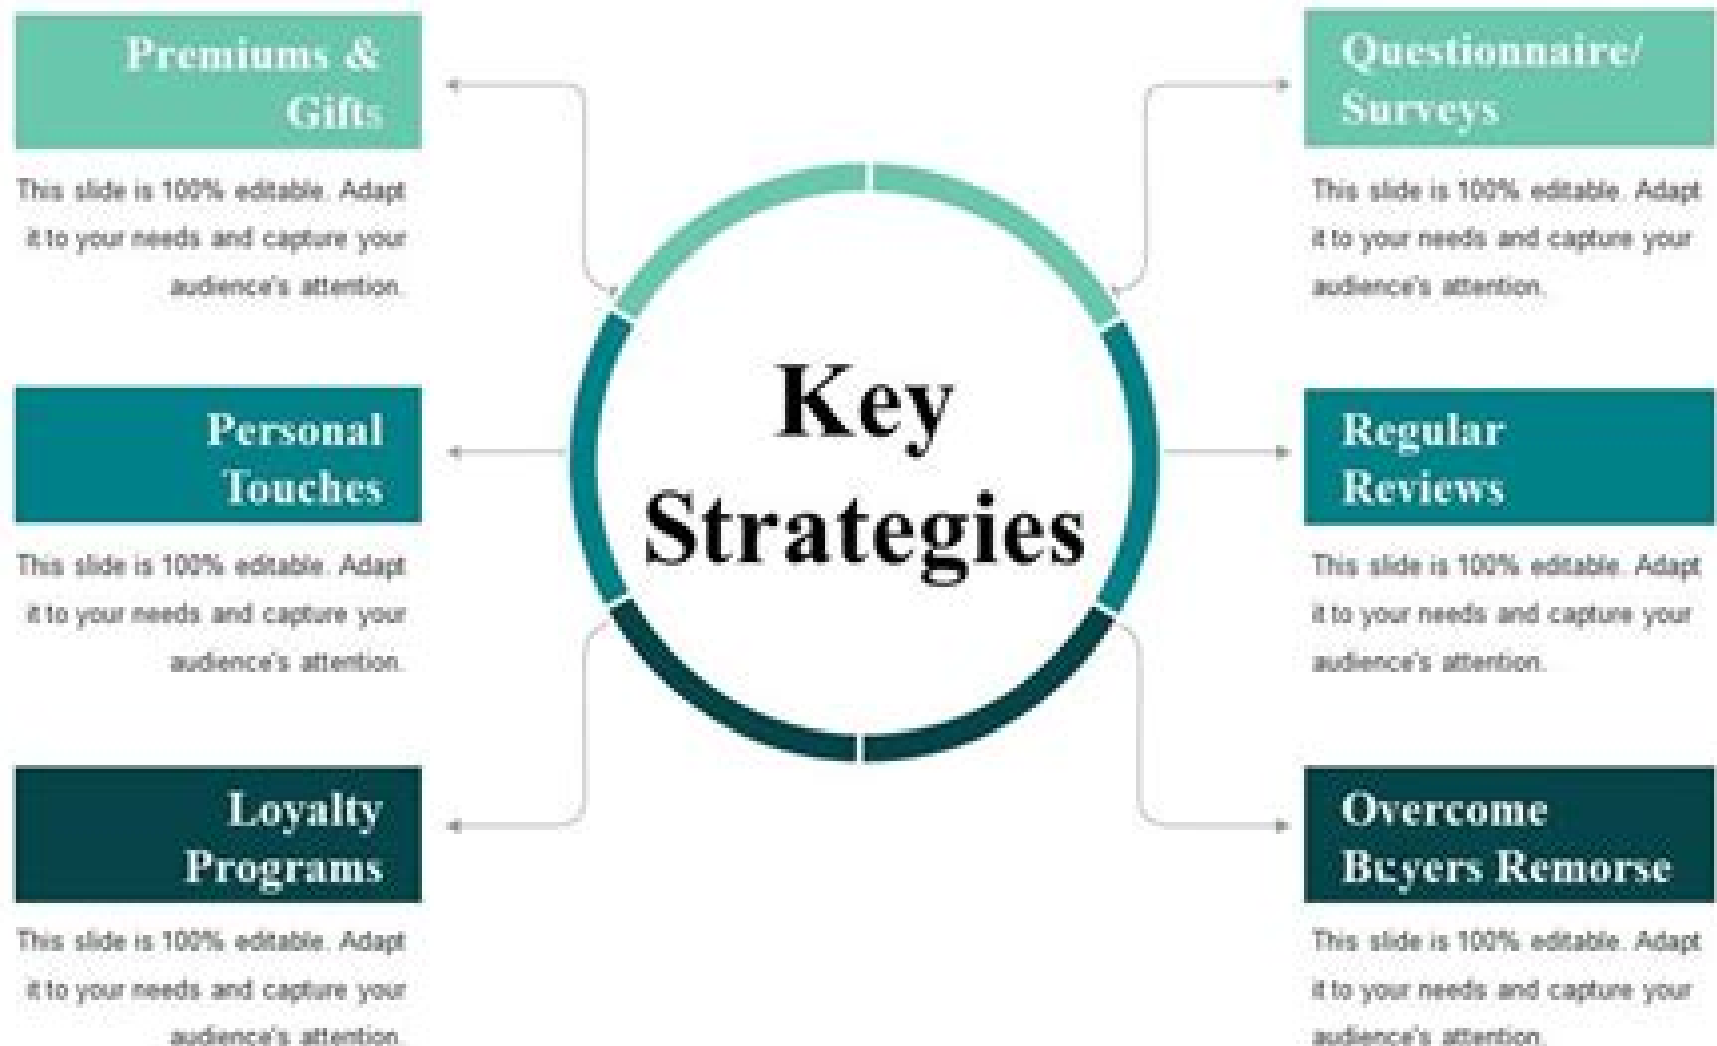 Premiums &
Gifts
This slide is 100% editable. Adapt
it to your needs and capture your
audience's attention.
Personal
Touches
This slide is 100% editable. Adapt
it to your needs and capture your
audience's attention.
Loyalty
Programs
This slide is 100% editable. Adapt
it to your needs and capture your
audience's attention.
Key
Strategies
Questionnaire/
Surveys
This slide is 100% editable. Adapt
it to your needs and capture your
audience's attention.
Regular
Reviews
This slide is 100% editable. Adapt
it to your needs and capture your
audience's attention.
Overcome
Buyers Remorse
This slide is 100% editable. Adapt
it to your needs and capture your
audience's attention.